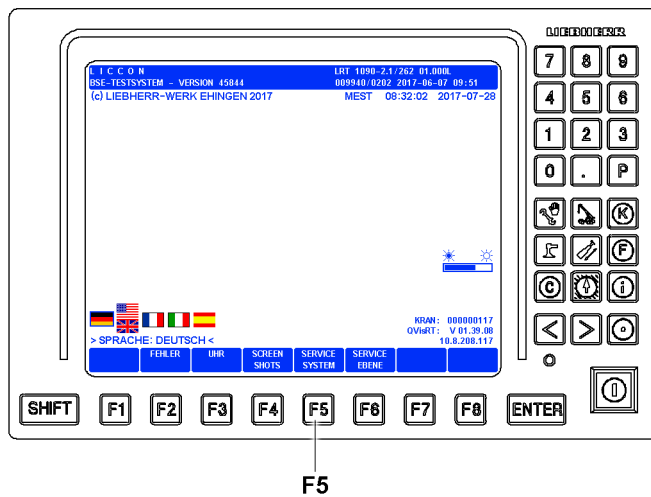 LIEBHERR
LICCON LRT 1090-2.1/262 01.000L
BSE-TESTSYSTEM - VERSION 45844 009940/0202 2017-06-07 09:51
(c) LIEBHERR-WERK EHINGEN 2017 MEST 08:32:02 2017-07-28
7 8 9
4 5 6
1 2 3
0 . P
K
F
C i
KRAN: 000000117
QVisRT: V 01.39.08
> SPRACHE: DEUTSCH < 10.8.208.117
FEHLER UHR SCREEN SHOTS SERVICE SYSTEM SERVICE EBENE
< >
SHIFT F1 F2 F3 F4 F5 F6 F7 F8 ENTER
F5